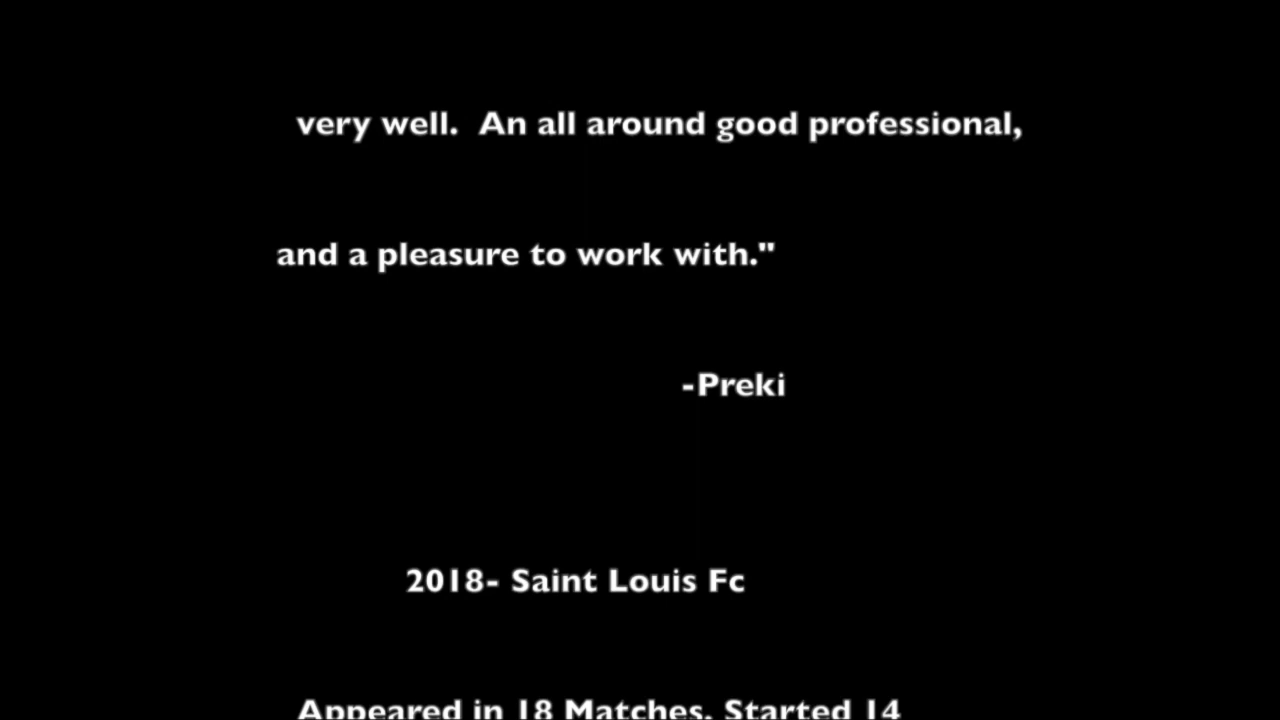 very well.  An all around good professional,
and a pleasure to work with."
-Preki
2018- Saint Louis Fc
Appeared in 18 Matches, Started 14